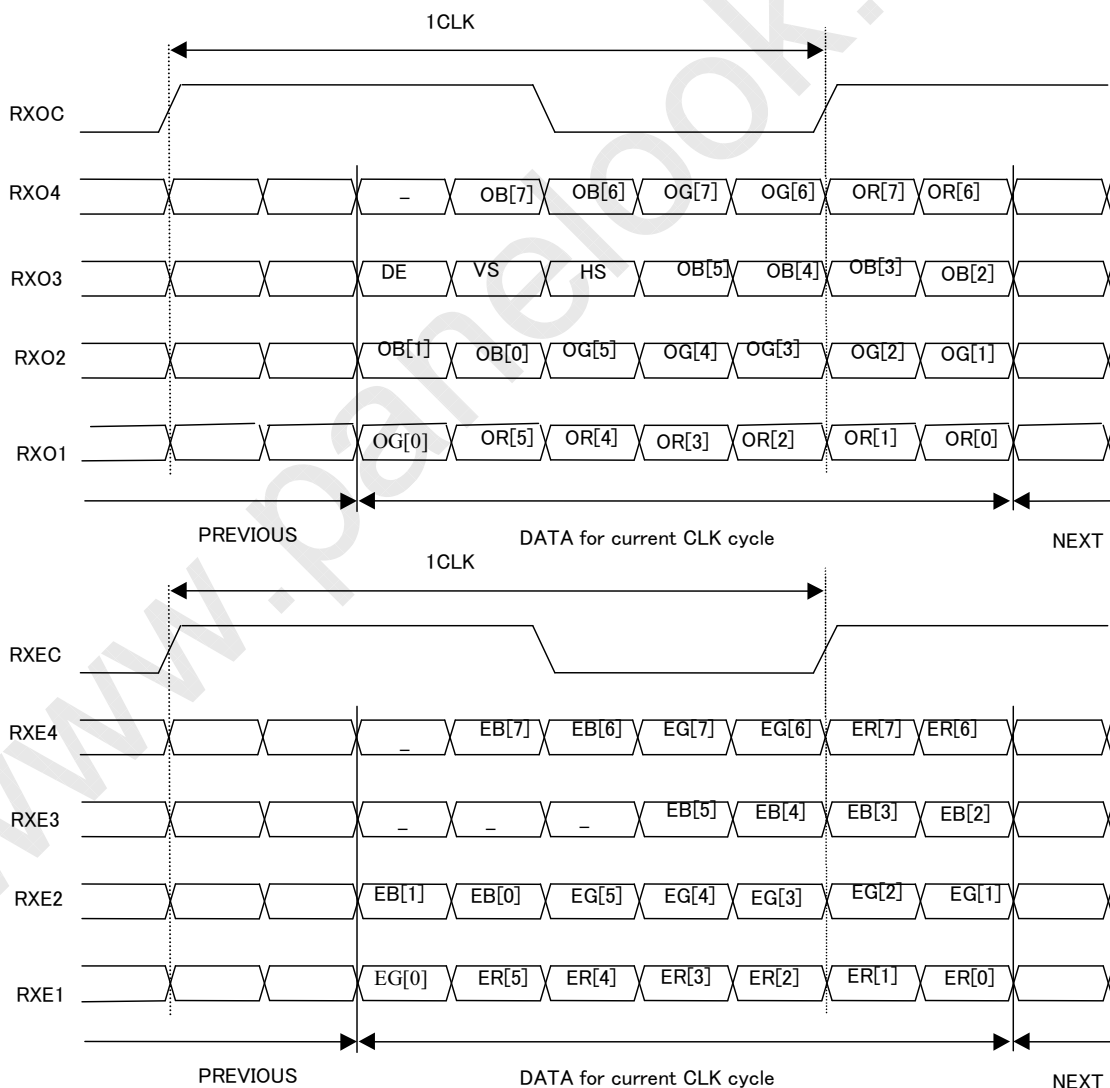 1CLK
RXOC
RXO4 _ OB[7] OB[6] OG[7] OG[6] OR[7] OR[6]
RXO3 DE VS HS OB[5] OB[4] OB[3] OB[2]
RXO2 OB[1] OB[0] OG[5] OG[4] OG[3] OG[2] OG[1]
RXO1 OG[0] OR[5] OR[4] OR[3] OR[2] OR[1] OR[0]
PREVIOUS DATA for current CLK cycle NEXT
1CLK
RXEC
RXE4 _ EB[7] EB[6] EG[7] EG[6] ER[7] ER[6]
RXE3 _ _ _ EB[5] EB[4] EB[3] EB[2]
RXE2 EB[1] EB[0] EG[5] EG[4] EG[3] EG[2] EG[1]
RXE1 EG[0] ER[5] ER[4] ER[3] ER[2] ER[1] ER[0]
PREVIOUS DATA for current CLK cycle NEXT
www.panelook.